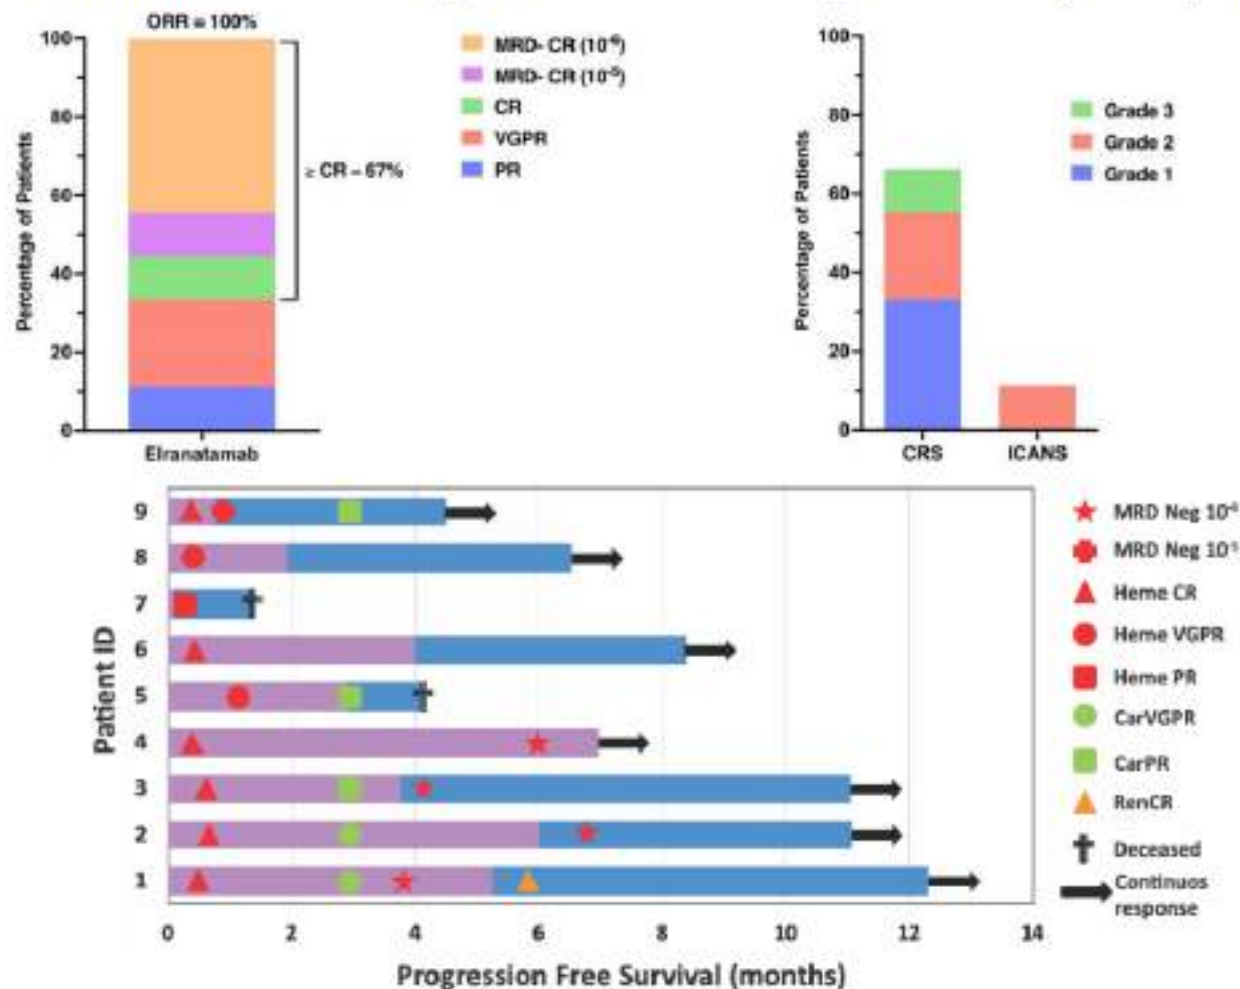 ORR = 100%
Percentage of Patients
100
80
60
40
20
0
Elranatamab
≥ CR – 67%
MRD- CR (10⁻⁶)
MRD- CR (10⁻⁵)
CR
VGPR
PR
Percentage of Patients
100
80
60
40
20
0
CRS
ICANS
Grade 3
Grade 2
Grade 1
Patient ID
9
8
7
6
5
4
3
2
1
0 2 4 6 8 10 12 14
Progression Free Survival (months)
MRD Neg 10⁻⁶
MRD Neg 10⁻⁵
Heme CR
Heme VGPR
Heme PR
CarVGPR
CarPR
RenCR
Deceased
Continuos
response